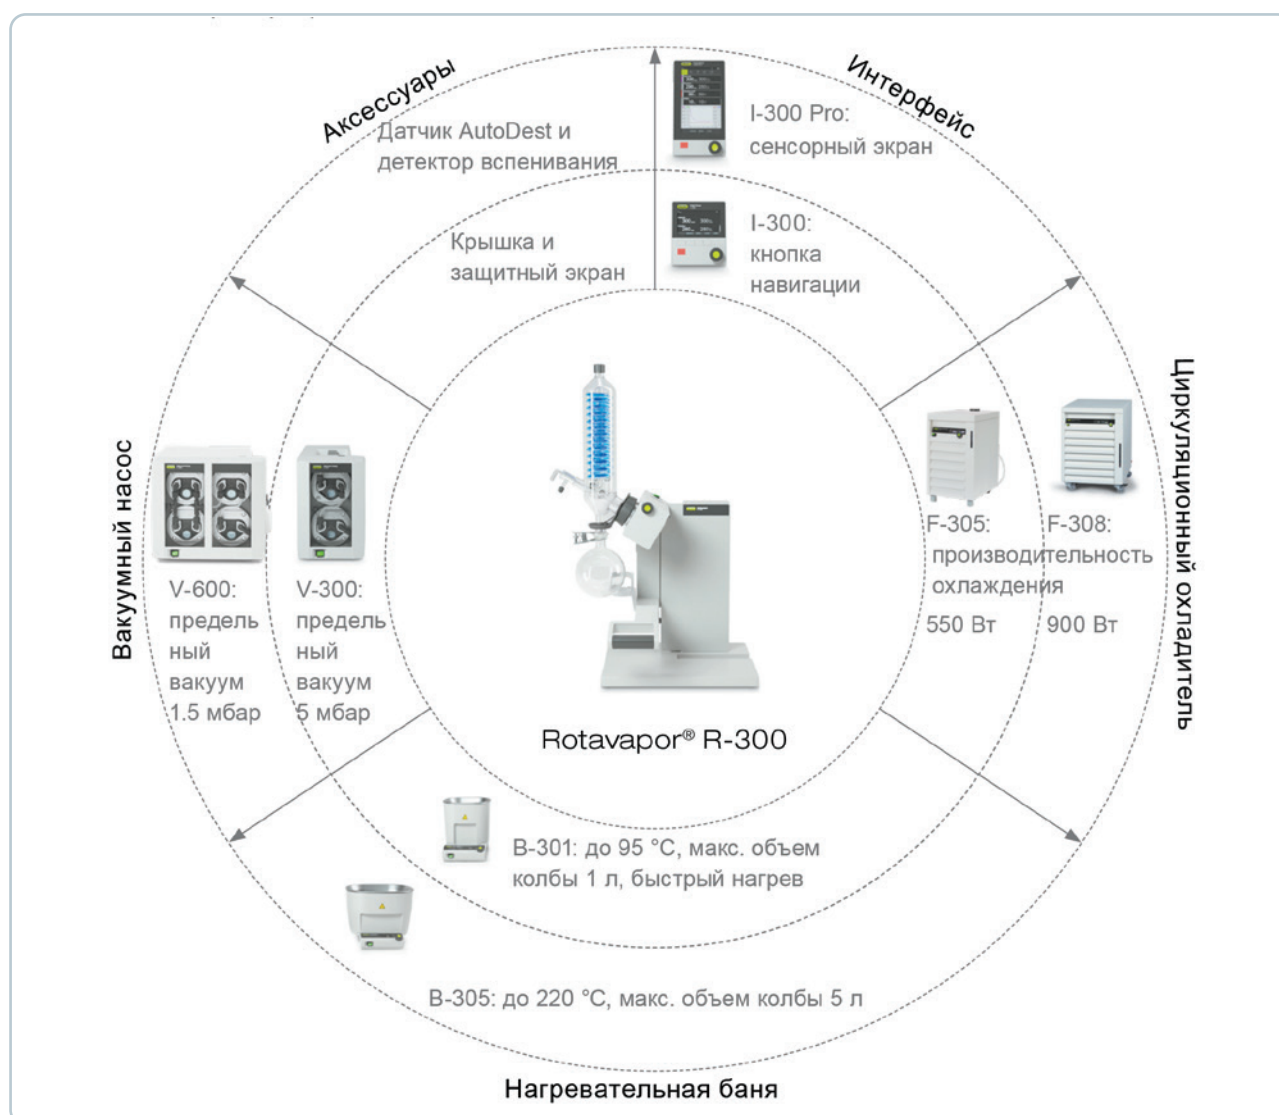 Аксессуары
Датчик AutoDest и
детектор вспенивания
Крышка и
защитный экран
Интерфейс
I-300 Pro:
сенсорный экран
I-300:
кнопка
навигации
Циркуляционный охладитель
F-305:
F-308:
производительность
охлаждения
550 Вт
900 Вт
Вакуумный насос
V-600:
предель
ный
вакуум
1.5 мбар
V-300:
предель
ный
вакуум
5 мбар
Rotavapor® R-300
B-301: до 95 °C, макс. объем
колбы 1 л, быстрый нагрев
B-305: до 220 °C, макс. объем колбы 5 л
Нагревательная баня